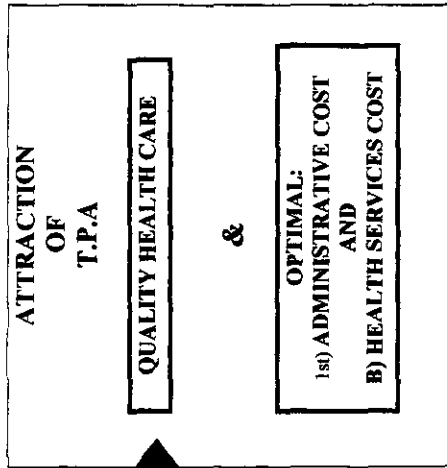 ATTRACTION
OF
T.P.A
QUALITY HEALTH CARE
&
OPTIMAL:
1st) ADMINISTRATIVE COST
AND
B) HEALTH SERVICES COST